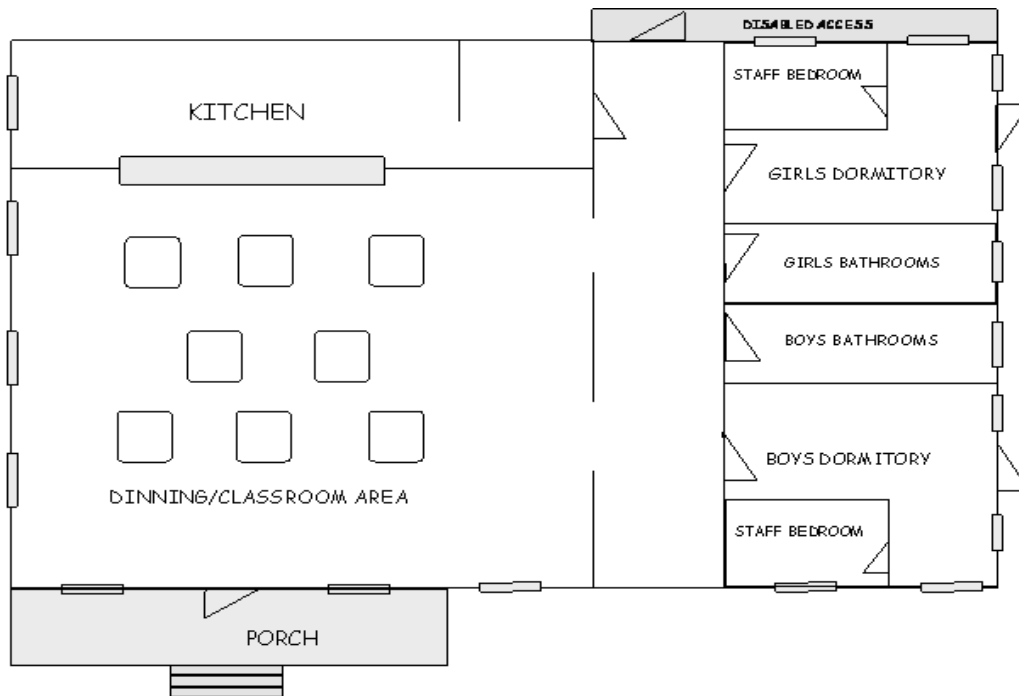 DISABLED ACCESS
STAFF BEDROOM
KITCHEN
GIRLS DORMITORY
GIRLS BATHROOMS
BOYS BATHROOMS
BOYS DORMITORY
DINNING/CLASSROOM AREA
STAFF BEDROOM
PORCH